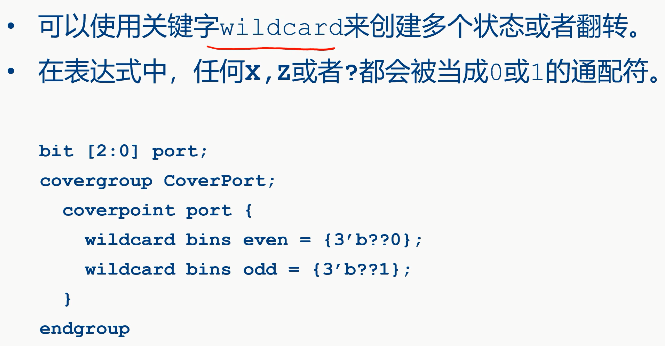 • 可以使用关键字wildcard来创建多个状态或者翻转。
• 在表达式中，任何X,Z或者?都会被当成0或1的通配符。
bit [2:0] port;
covergroup CoverPort;
  coverpoint port {
    wildcard bins even = {3’b??0};
    wildcard bins odd = {3’b??1};
  }
endgroup